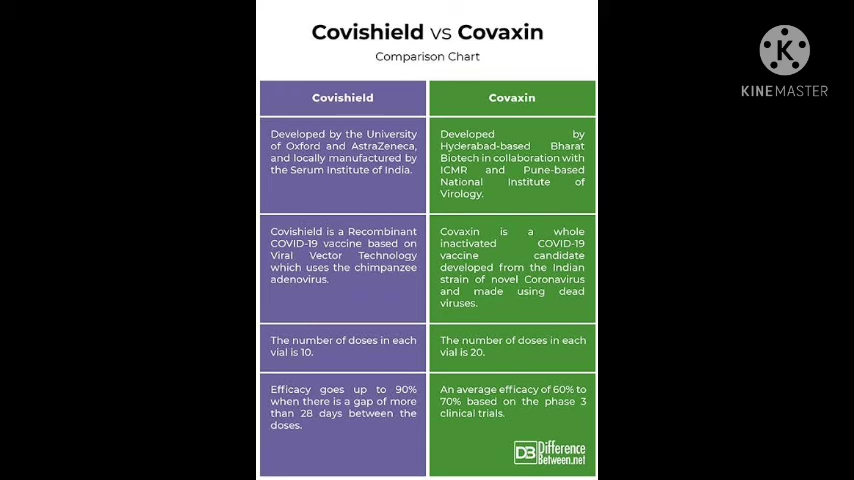 Covishield vs Covaxin
Comparison Chart
KINEMASTER
Covishield
Developed by the University
of Oxford and AstraZeneca,
and locally manufactured by
the Serum Institute of India.
Covishield is a Recombinant
COVID-19 vaccine based on
Viral Vector Technology
which uses the chimpanzee
adenovirus.
The number of doses in each
vial is 10.
Efficacy goes up to 90%
when there is a gap of more
than 28 days between the
doses.
Covaxin
Developed by
Hyderabad-based Bharat
Biotech in collaboration with
ICMR and Pune-based
National Institute of
Virology.
Covaxin is a whole
inactivated COVID-19
vaccine candidate
developed from the Indian
strain of novel Coronavirus
and made using dead
viruses.
The number of doses in each
vial is 20.
An average efficacy of 60% to
70% based on the phase 3
clinical trials.
DB Difference
Between.net
K